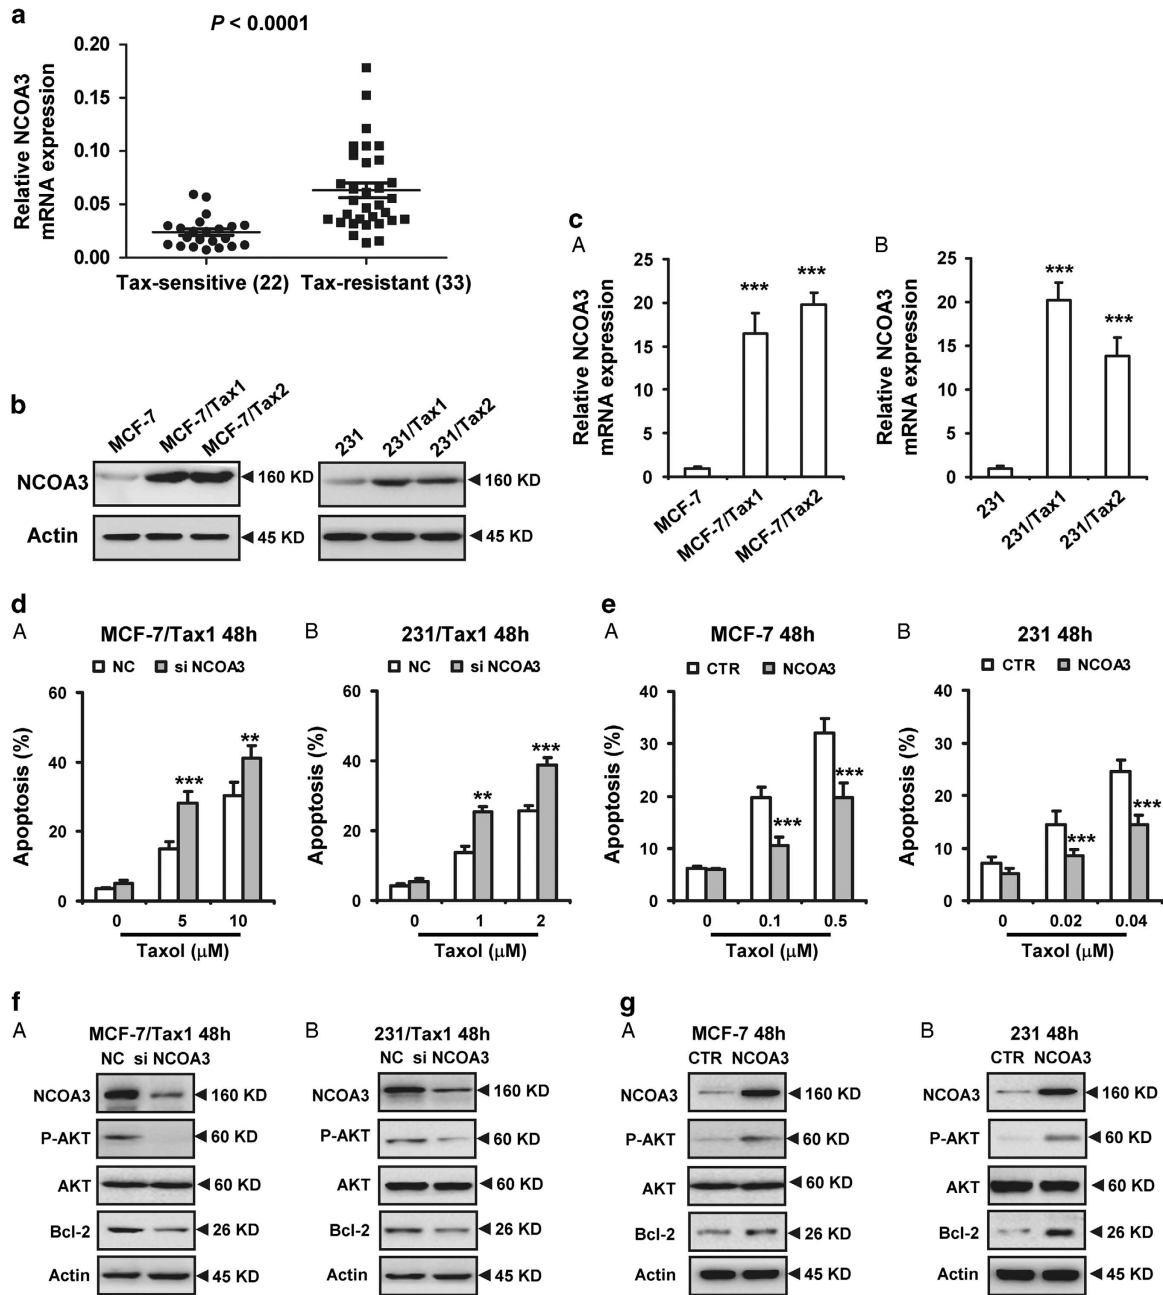 a
P < 0.0001
Relative NCOA3
mRNA expression
0.20
0.15
0.10
0.05
0.00
Tax-sensitive (22) Tax-resistant (33)
b
MCF-7
MCF-7/Tax1
MCF-7/Tax2
231
231/Tax1
231/Tax2
NCOA3
160 KD
160 KD
Actin
45 KD
45 KD
c
A
Relative NCOA3
mRNA expression
25
20
15
10
5
0
***
***
MCF-7
MCF-7/Tax1
MCF-7/Tax2
B
Relative NCOA3
mRNA expression
25
20
15
10
5
0
***
***
231
231/Tax1
231/Tax2
d
A
MCF-7/Tax1 48h
NC si NCOA3
Apoptosis (%)
60
40
20
0
***
**
0 5 10
Taxol (μM)
B
231/Tax1 48h
NC si NCOA3
Apoptosis (%)
60
40
20
0
**
***
0 1 2
Taxol (μM)
e
A
MCF-7 48h
CTR NCOA3
Apoptosis (%)
40
30
20
10
0
***
***
0 0.1 0.5
Taxol (μM)
B
231 48h
CTR NCOA3
Apoptosis (%)
40
30
20
10
0
***
***
0 0.02 0.04
Taxol (μM)
f
A
MCF-7/Tax1 48h
NC si NCOA3
NCOA3 160 KD
P-AKT 60 KD
AKT 60 KD
Bcl-2 26 KD
Actin 45 KD
B
231/Tax1 48h
NC si NCOA3
NCOA3 160 KD
P-AKT 60 KD
AKT 60 KD
Bcl-2 26 KD
Actin 45 KD
g
A
MCF-7 48h
CTR NCOA3
NCOA3 160 KD
P-AKT 60 KD
AKT 60 KD
Bcl-2 26 KD
Actin 45 KD
B
231 48h
CTR NCOA3
NCOA3 160 KD
P-AKT 60 KD
AKT 60 KD
Bcl-2 26 KD
Actin 45 KD